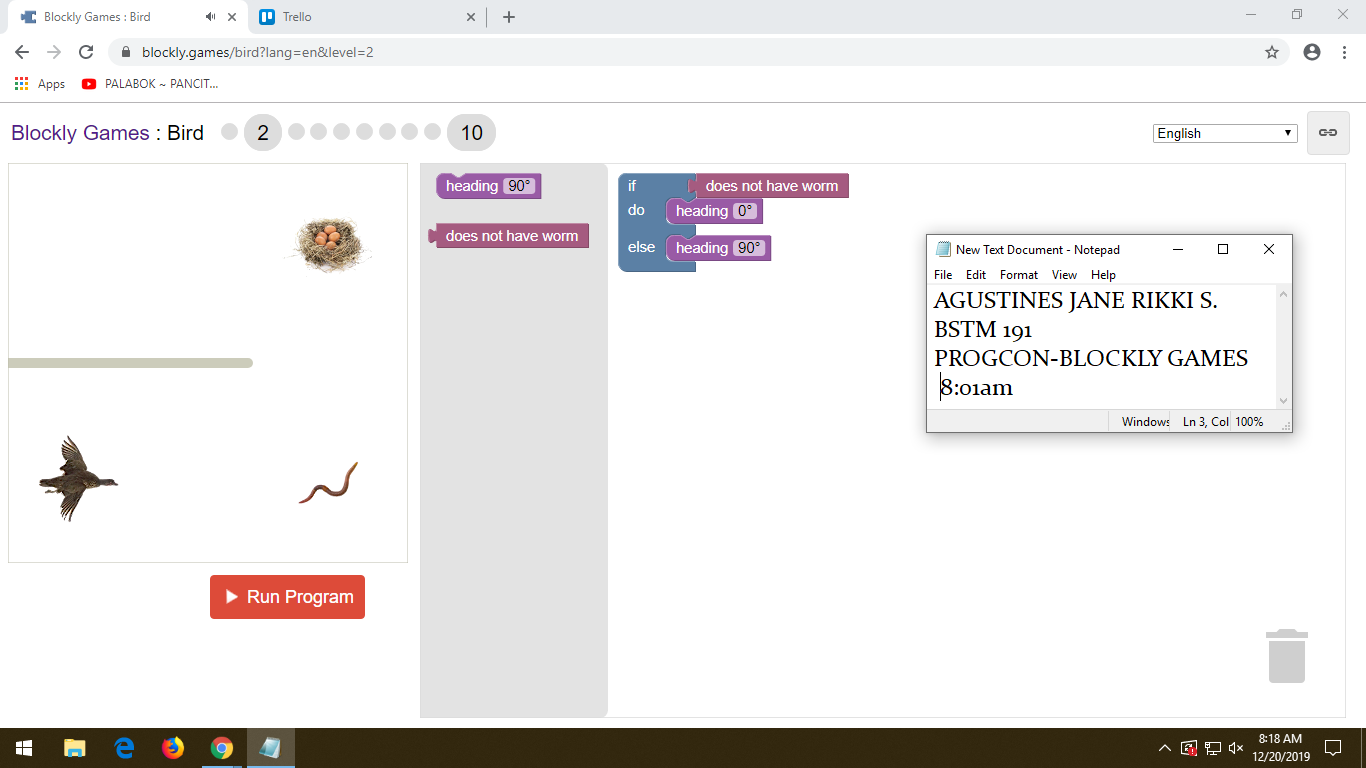 Blockly Games : Bird
Trello
blockly.games/bird?lang=en&level=2
Apps
PALABOK ~ PANCIT...
Blockly Games : Bird
2
10
English
heading 90°
does not have worm
if does not have worm
do heading 0°
else heading 90°
New Text Document - Notepad
File Edit Format View Help
AGUSTINES JANE RIKKI S.
BSTM 191
PROGCON-BLOCKLY GAMES
8:01am
Windows Ln 3, Col 100%
Run Program
8:18 AM
12/20/2019